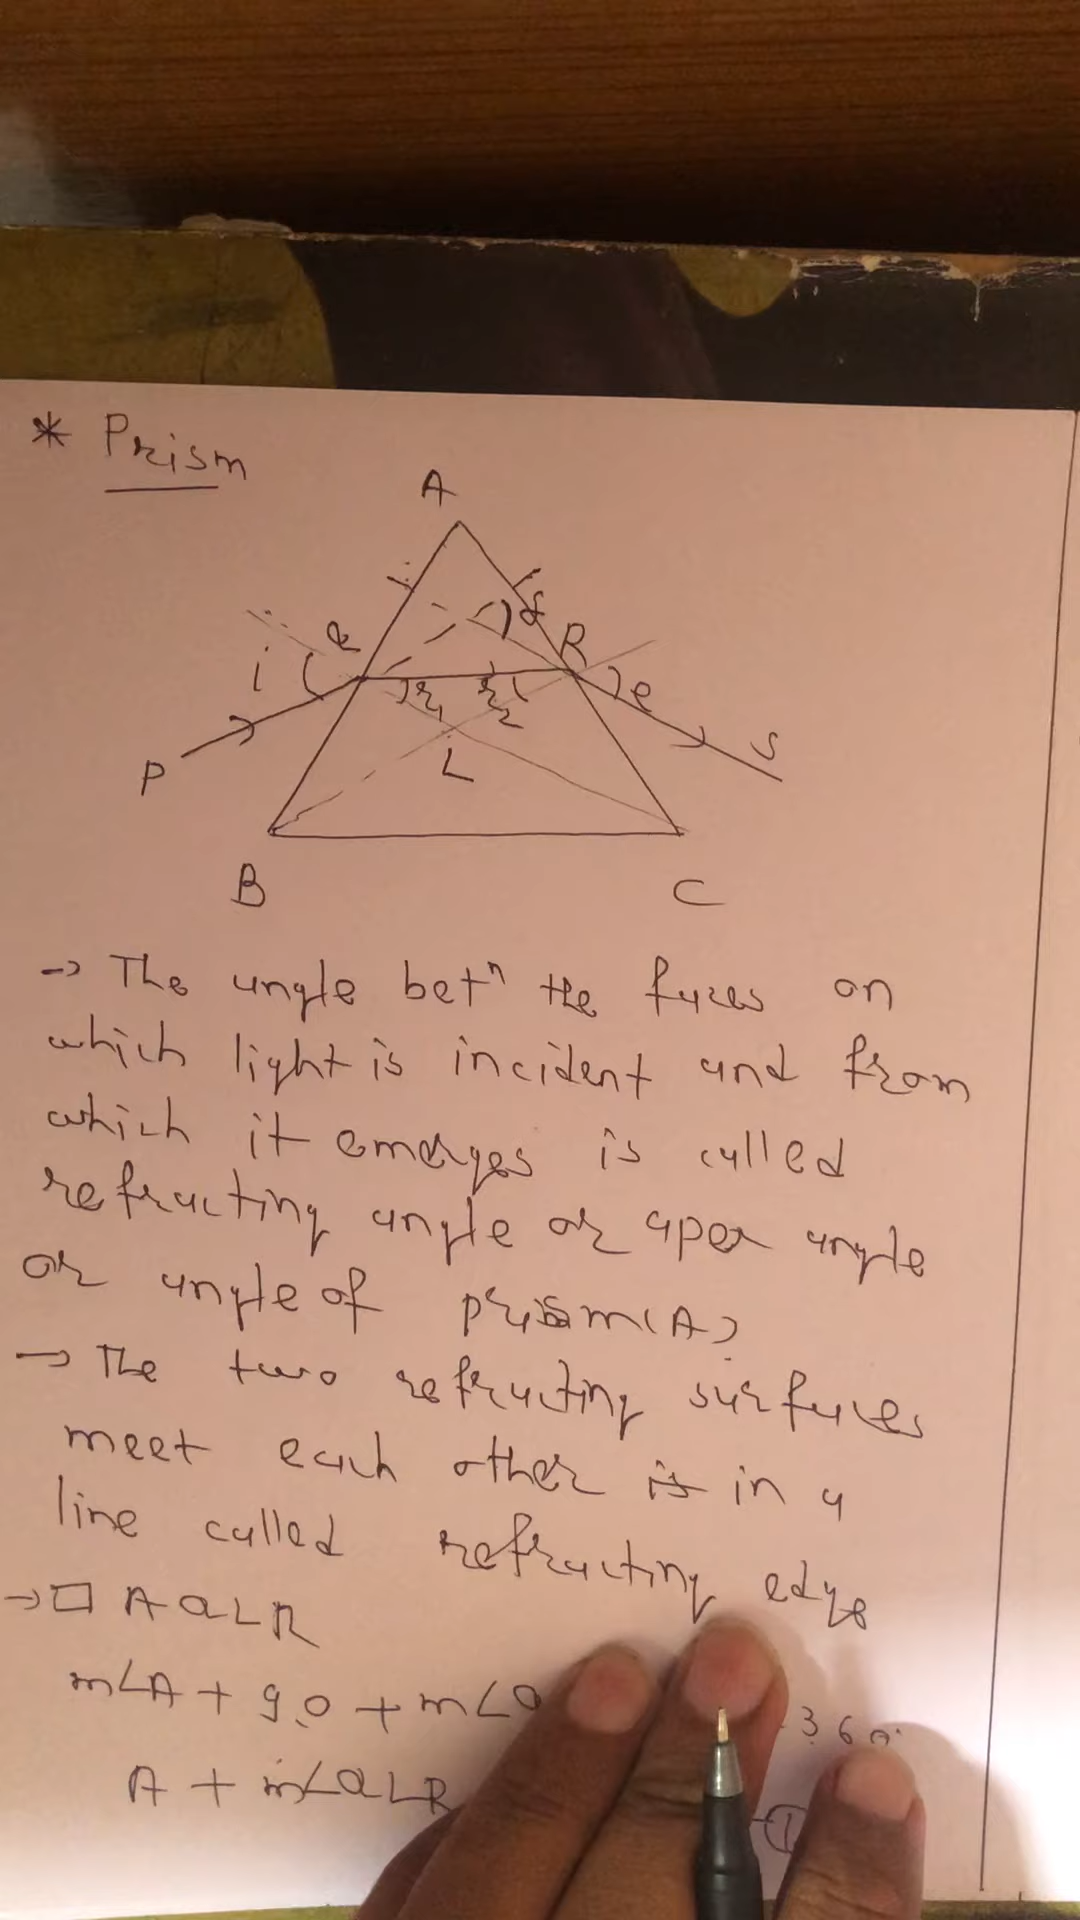 * Prism
A
i
Q
δ
R
r₁
r₂
e
P
L
S
B
C
→ The angle betⁿ the faces on
which light is incident and from
which it emerges is called
refracting angle or apex angle
or angle of prism (A).
→ The two refracting surfaces
meet each other is in a
line called refracting edge
→ □ AQLR
m∠A + 90 + m∠Q 360
A + m∠QLR ①